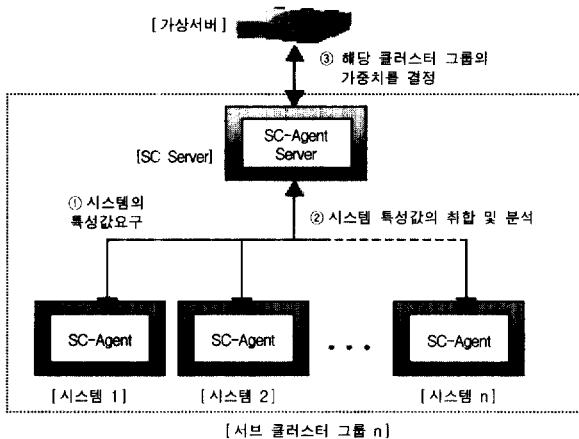 [가상서버]
③ 해당 클러스터 그룹의
가중치를 결정
SC-Agent
Server
[SC Server]
① 시스템의
특성값요구
② 시스템 특성값의 취합 및 분석
SC-Agent
SC-Agent
• • •
SC-Agent
[시스템 1]
[시스템 2]
[시스템 n]
[서브 클러스터 그룹 n]